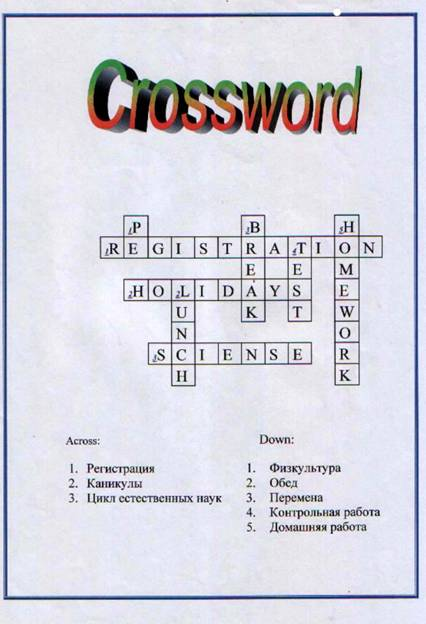 Crossword
1P 3B 5H
1R E G I S T R A 4T I O N
E E M
2H O 2L I D A Y S E
U K T W
N O
3S C I E N S E R
H K
Across: Down:
1. Регистрация 1. Физкультура
2. Каникулы 2. Обед
3. Цикл естественных наук 3. Перемена
4. Контрольная работа
5. Домашняя работа